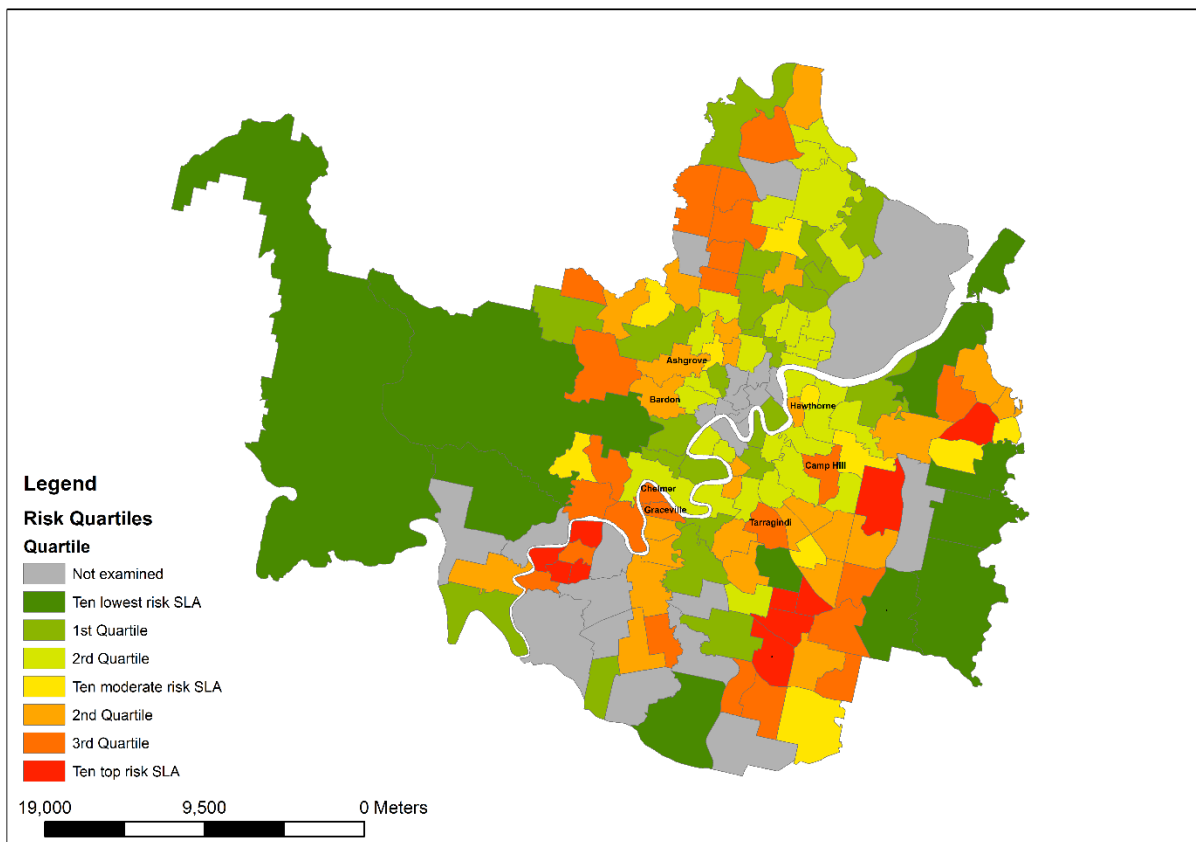 Ashgrove
Bardon
Hawthorne
Camp Hill
Chelmer
Graceville
Tarragindi
Legend
Risk Quartiles
Quartile
Not examined
Ten lowest risk SLA
1st Quartile
2rd Quartile
Ten moderate risk SLA
2nd Quartile
3rd Quartile
Ten top risk SLA
19,000 9,500 0 Meters